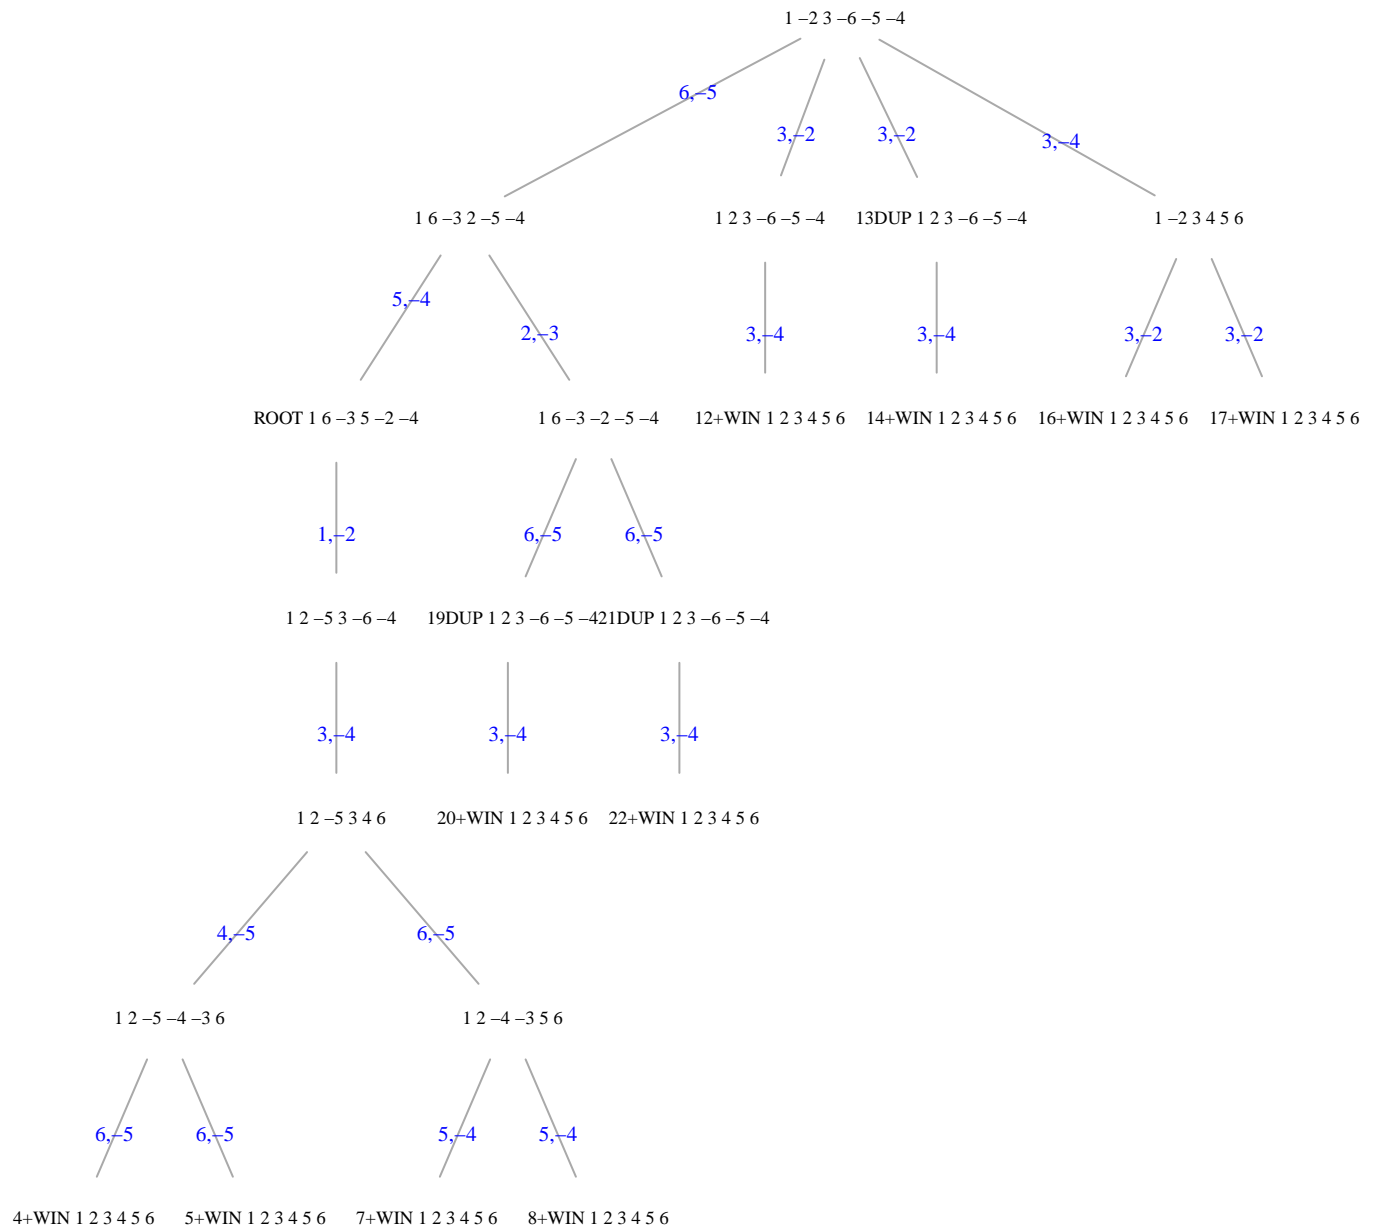 1 –2 3 –6 –5 –4
6,–5
3,–2 3,–2
3,–4
1 6 –3 2 –5 –4 1 2 3 –6 –5 –4 13DUP 1 2 3 –6 –5 –4 1 –2 3 4 5 6
5,–4
2,–3 3,–4 3,–4 3,–2 3,–2
ROOT 1 6 –3 5 –2 –4 1 6 –3 –2 –5 –4 12+WIN 1 2 3 4 5 6 14+WIN 1 2 3 4 5 6 16+WIN 1 2 3 4 5 6 17+WIN 1 2 3 4 5 6
1,–2 6,–5 6,–5
1 2 –5 3 –6 –4 19DUP 1 2 3 –6 –5 –421DUP 1 2 3 –6 –5 –4
3,–4 3,–4 3,–4
1 2 –5 3 4 6 20+WIN 1 2 3 4 5 6 22+WIN 1 2 3 4 5 6
4,–5 6,–5
1 2 –5 –4 –3 6 1 2 –4 –3 5 6
6,–5 6,–5 5,–4 5,–4
4+WIN 1 2 3 4 5 6 5+WIN 1 2 3 4 5 6 7+WIN 1 2 3 4 5 6 8+WIN 1 2 3 4 5 6